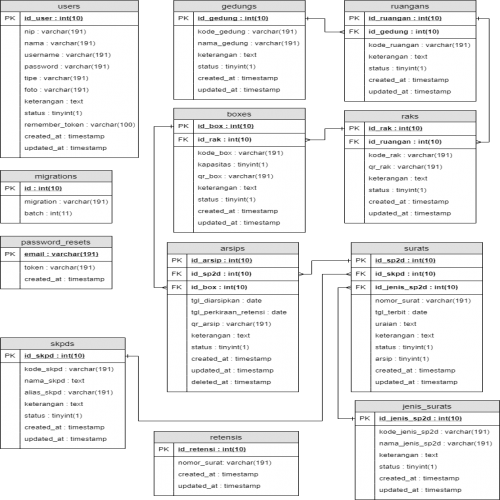 users
PK id_user : int(10)
nip : varchar(191)
nama : varchar(191)
username : varchar(191)
password : varchar(191)
tipe : varchar(191)
foto : varchar(191)
keterangan : text
status : tinyint(1)
remember_token : varchar(100)
created_at : timestamp
updated_at : timestamp
gedungs
PK id_gedung : int(10)
kode_gedung : varchar(191)
nama_gedung : varchar(191)
keterangan : text
status : tinyint(1)
created_at : timestamp
updated_at : timestamp
ruangans
PK id_ruangan : int(10)
FK id_gedung : int(10)
kode_ruangan : varchar(191)
keterangan : text
status : tinyint(1)
created_at : timestamp
updated_at : timestamp
boxes
PK id_box : int(10)
FK id_rak : int(10)
kode_box : varchar(191)
kapasitas : tinyint(1)
qr_box : varchar(191)
keterangan : text
status : tinyint(1)
created_at : timestamp
updated_at : timestamp
raks
PK id_rak : int(10)
FK id_ruangan : int(10)
kode_rak : varchar(191)
qr_rak : varchar(191)
keterangan : text
status : tinyint(1)
created_at : timestamp
updated_at : timestamp
migrations
PK id : int(10)
migration : varchar(191)
batch : int(11)
password_resets
PK email : varchar(191)
token : varchar(191)
created_at : timestamp
arsips
PK id_arsip : int(10)
FK id_sp2d : int(10)
FK id_box : int(10)
tgl_diarsipkan : date
tgl_perkiraan_retensi : date
qr_arsip : varchar(191)
keterangan : text
status : tinyint(1)
created_at : timestamp
updated_at : timestamp
deleted_at : timestamp
surats
PK id_sp2d : int(10)
FK id_skpd : int(10)
FK id_jenis_sp2d : int(10)
nomor_surat : varchar(191)
tgl_terbit : date
uraian : text
keterangan : text
status : tinyint(1)
arsip : tinyint(1)
created_at : timestamp
updated_at : timestamp
skpds
PK id_skpd : int(10)
kode_skpd : varchar(191)
nama_skpd : text
alias_skpd : varchar(191)
keterangan : text
status : tinyint(1)
created_at : timestamp
updated_at : timestamp
retensis
PK id_retensi : int(10)
nomor_surat: varchar(191)
created_at : timestamp
updated_at : timestamp
jenis_surats
PK id_jenis_sp2d : int(10)
kode_jenis_sp2d : varchar(191)
nama_jenis_sp2d : varchar(191)
keterangan : text
status : tinyint(1)
created_at : timestamp
updated_at : timestamp